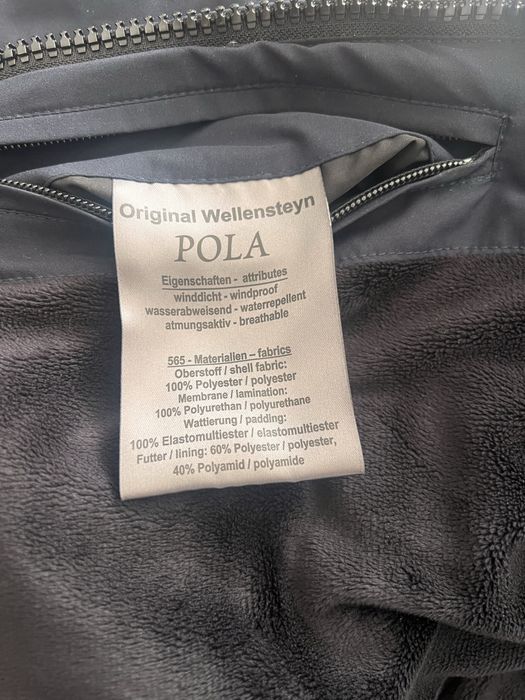 Original Wellensteyn
POLA
Eigenschaften - attributes
winddicht - windproof
wasserabweisend - waterrepellent
atmungsaktiv - breathable
565 - Materialien – fabrics
Oberstoff / shell fabric:
100% Polyester / polyester
Membrane / lamination:
100% Polyurethan / polyurethane
Wattierung / padding:
100% Elastomultiester / elastomultiester
Futter / lining: 60% Polyester / polyester,
40% Polyamid / polyamide